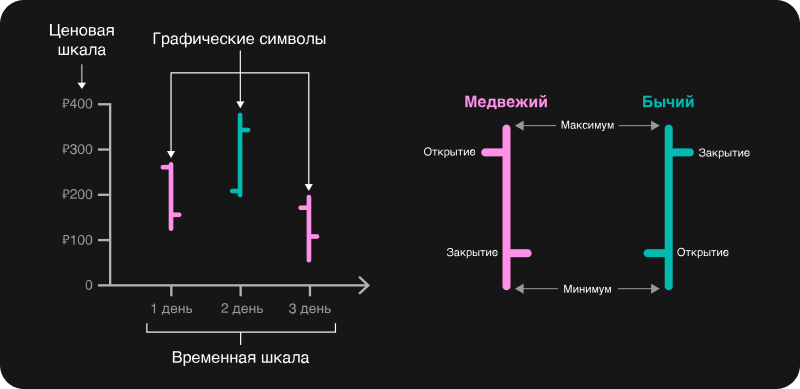 Ценовая
шкала
Графические символы
₽400
₽300
₽200
₽100
0
1 день
2 день
3 день
Временная шкала
Медвежий
Бычий
Максимум
Открытие
Закрытие
Закрытие
Открытие
Минимум